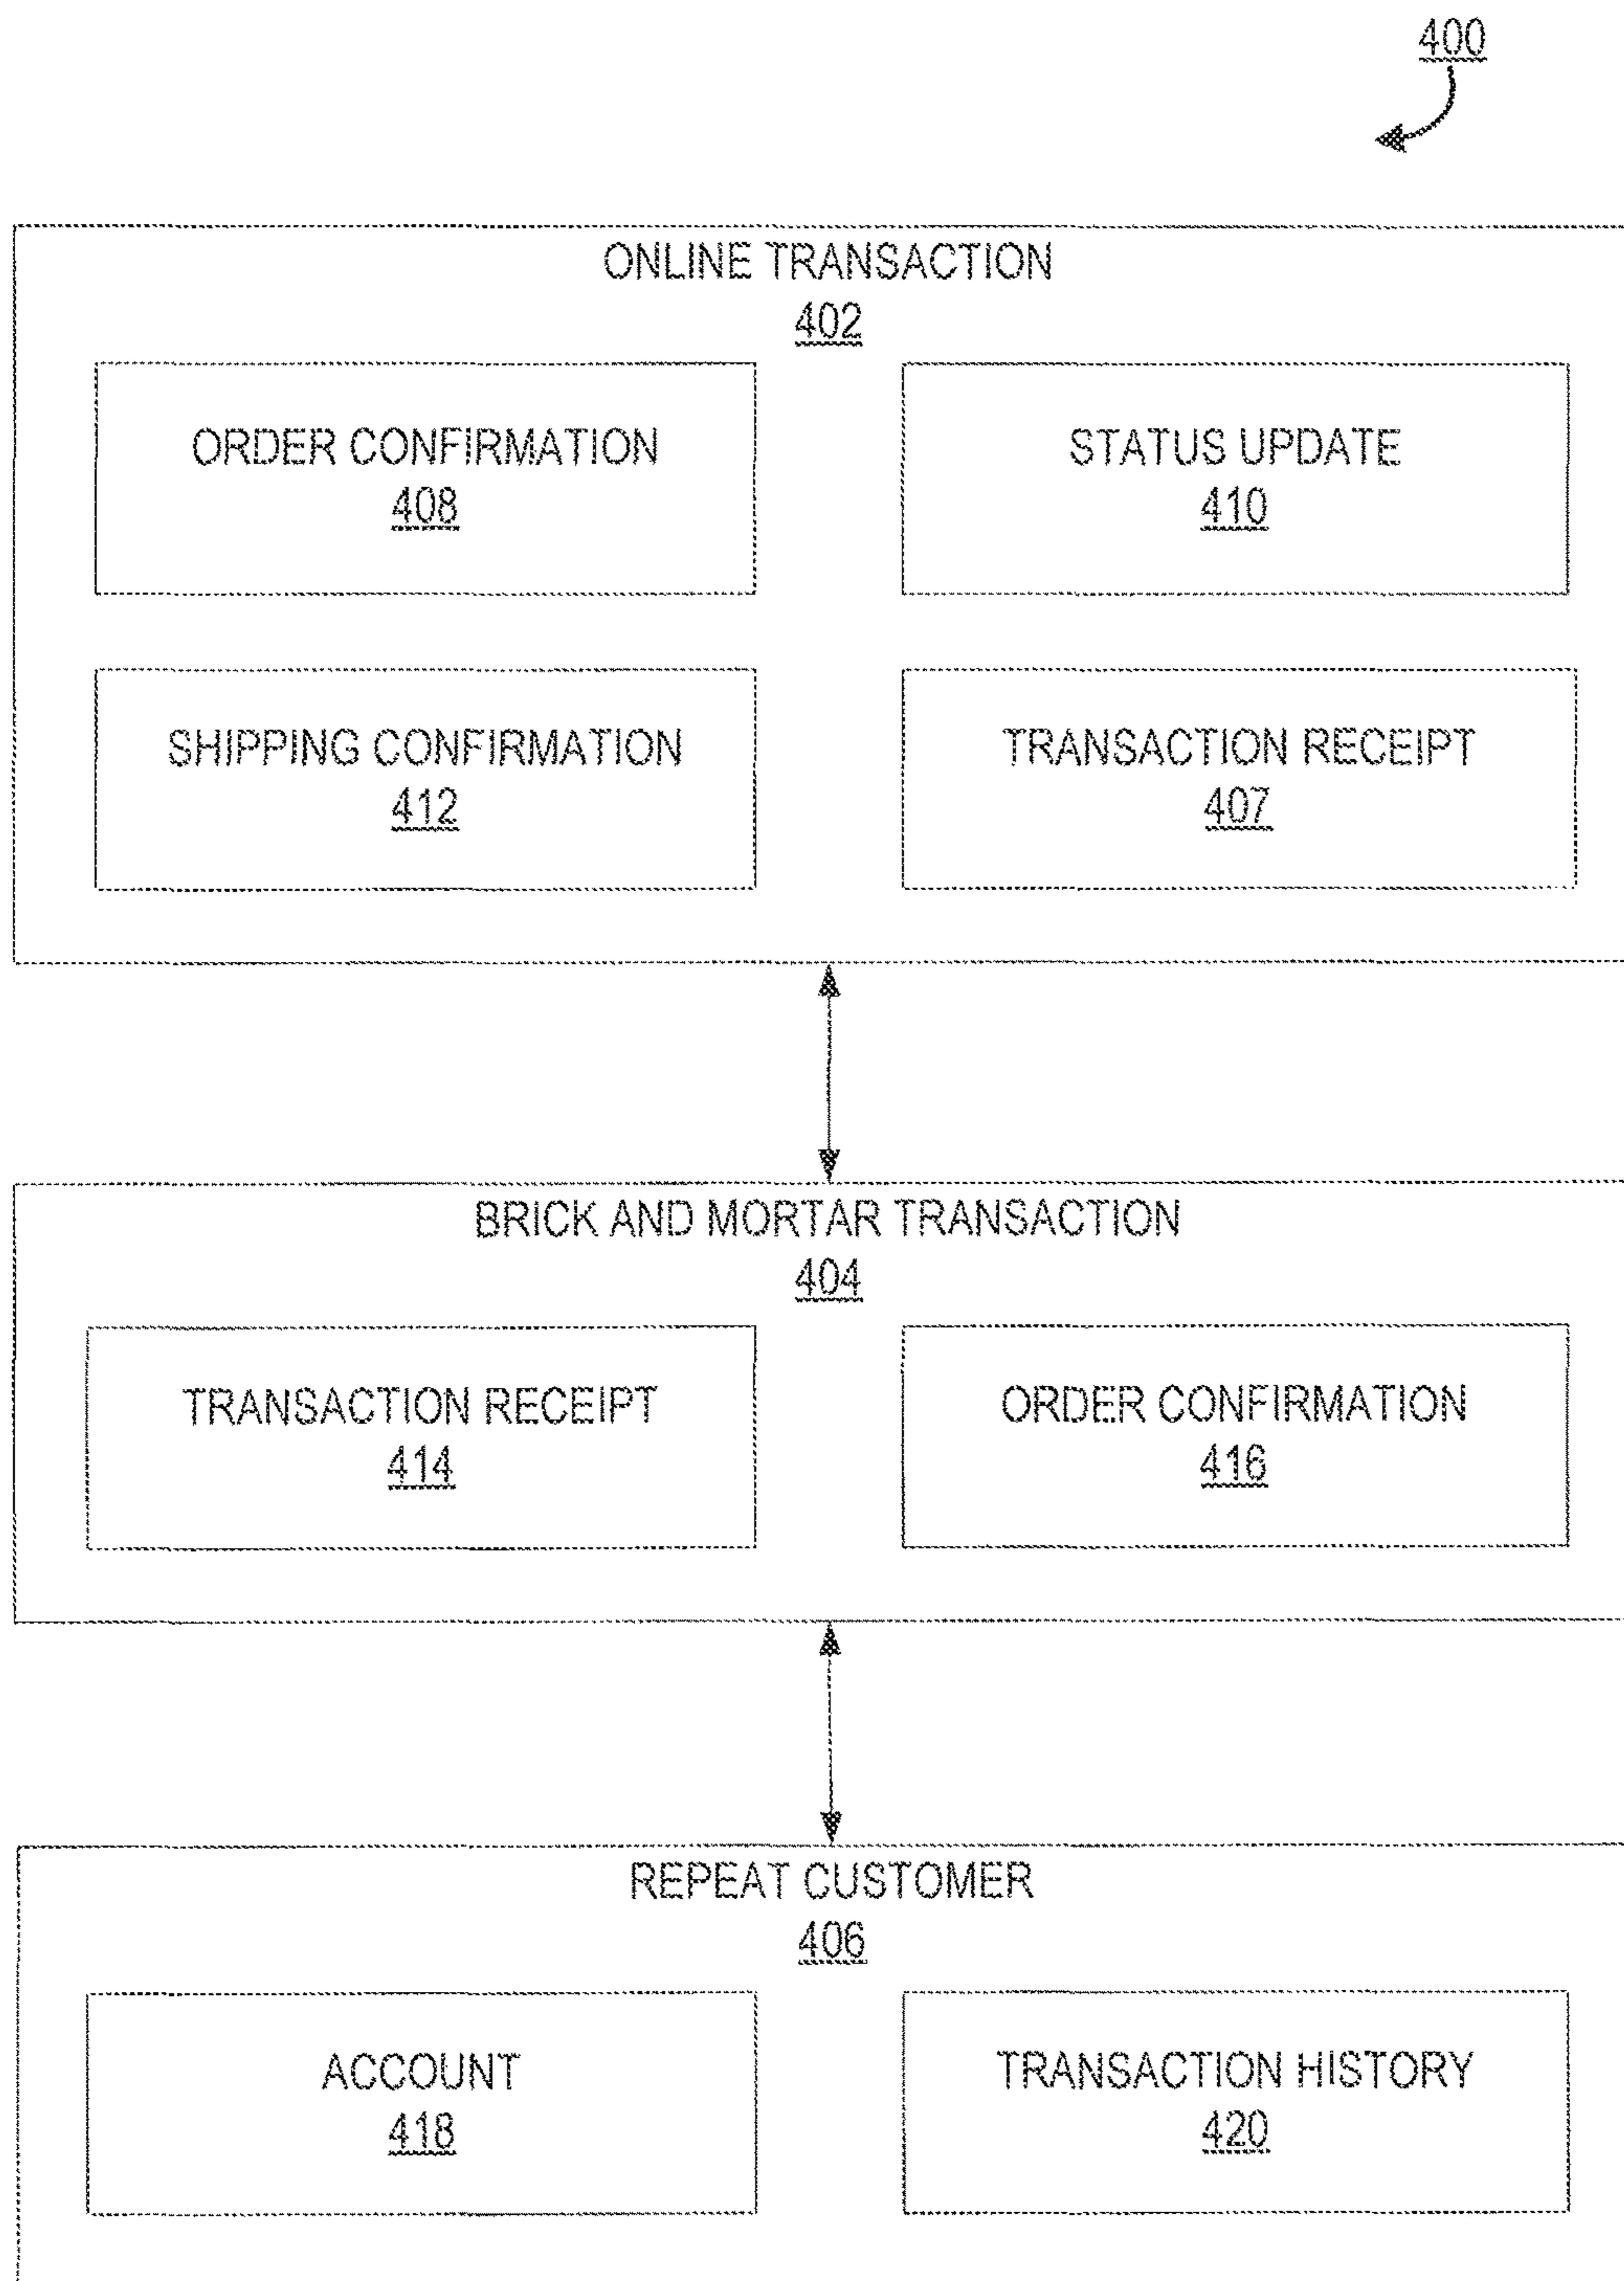 400
ONLINE TRANSACTION
402
ORDER CONFIRMATION
408
STATUS UPDATE
410
SHIPPING CONFIRMATION
412
TRANSACTION RECEIPT
407
BRICK AND MORTAR TRANSACTION
404
TRANSACTION RECEIPT
414
ORDER CONFIRMATION
416
REPEAT CUSTOMER
406
ACCOUNT
418
TRANSACTION HISTORY
420